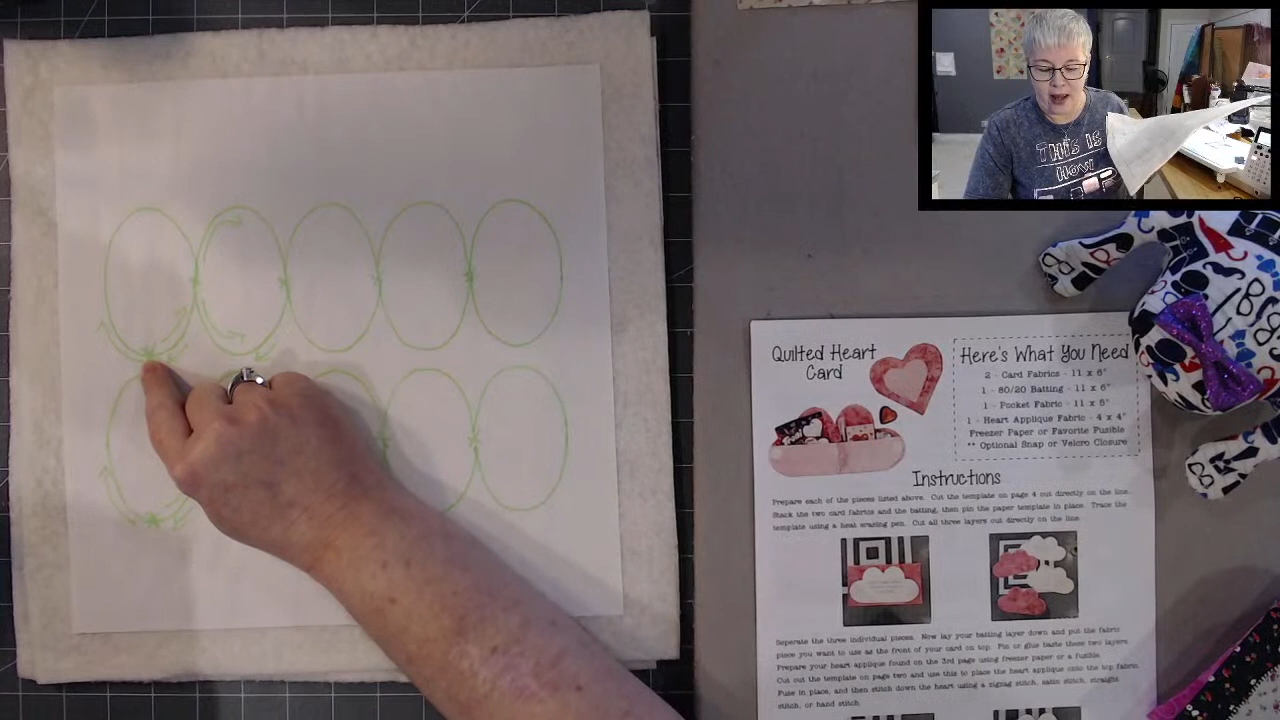 THIS IS
HOW I
Quilted Heart
Card
Here's What You Need
2 - Card Fabrics - 11 x 6"
1 - 80/20 Batting - 11 x 6"
1 - Pocket Fabric - 11 x 5"
1 - Heart Applique Fabric - 4 x 4"
Freezer Paper or Favorite Fusible
** Optional Snap or Velcro Closure
Instructions
Prepare each of the pieces listed above. Cut the template on page 4 out directly on the line.
Stack the two card fabrics and the batting, then pin the paper template in place. Trace the
template using a heat erasing pen. Cut all three layers out directly on the line.
Seperate the three individual pieces. Now lay your batting layer down and put the fabric
piece you want to use as the front of your card on top. Pin or glue baste these two layers.
Prepare your heart applique found on the 3rd page using freezer paper or a fusible.
Cut out the template on page two and use this to place the heart applique onto the top fabric.
Fuse in place, and then stitch down the heart using a zigzag stitch, satin stitch, straight
stitch, or hand stitch.